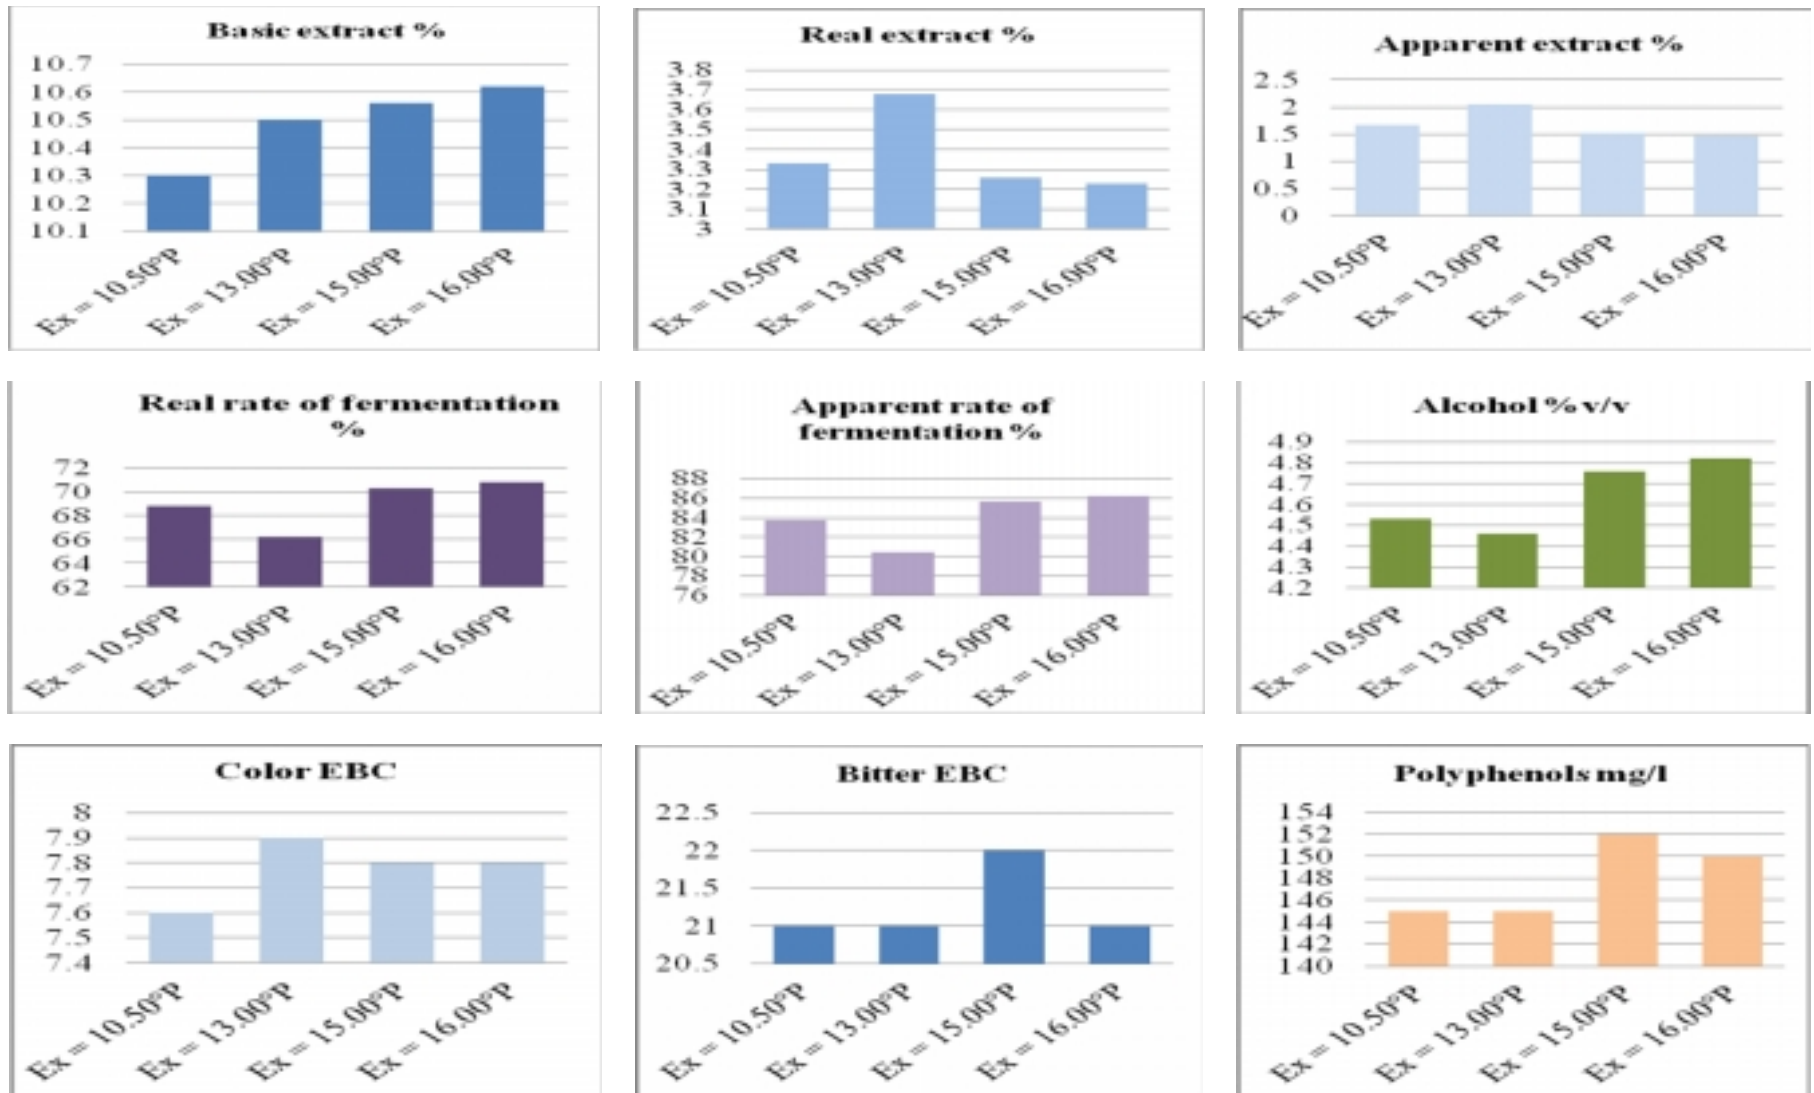 Basic extract %
10.7
10.6
10.5
10.4
10.3
10.2
10.1
Ex = 10.50°P
Ex = 13.00°P
Ex = 15.00°P
Ex = 16.00°P
Real extract %
3.8
3.7
3.6
3.5
3.4
3.3
3.2
3.1
3
Ex = 10.50°P
Ex = 13.00°P
Ex = 15.00°P
Ex = 16.00°P
Apparent extract %
2.5
2
1.5
1
0.5
0
Ex = 10.50°P
Ex = 13.00°P
Ex = 15.00°P
Ex = 16.00°P
Real rate of fermentation
%
72
70
68
66
64
62
Ex = 10.50°P
Ex = 13.00°P
Ex = 15.00°P
Ex = 16.00°P
Apparent rate of
fermentation %
88
86
84
82
80
78
76
Ex = 10.50°P
Ex = 13.00°P
Ex = 15.00°P
Ex = 16.00°P
Alcohol % v/v
4.9
4.8
4.7
4.6
4.5
4.4
4.3
4.2
Ex = 10.50°P
Ex = 13.00°P
Ex = 15.00°P
Ex = 16.00°P
Color EBC
8
7.9
7.8
7.7
7.6
7.5
7.4
Ex = 10.50°P
Ex = 13.00°P
Ex = 15.00°P
Ex = 16.00°P
Bitter EBC
22.5
22
21.5
21
20.5
Ex = 10.50°P
Ex = 13.00°P
Ex = 15.00°P
Ex = 16.00°P
Polyphenols mg/l
154
152
150
148
146
144
142
140
Ex = 10.50°P
Ex = 13.00°P
Ex = 15.00°P
Ex = 16.00°P